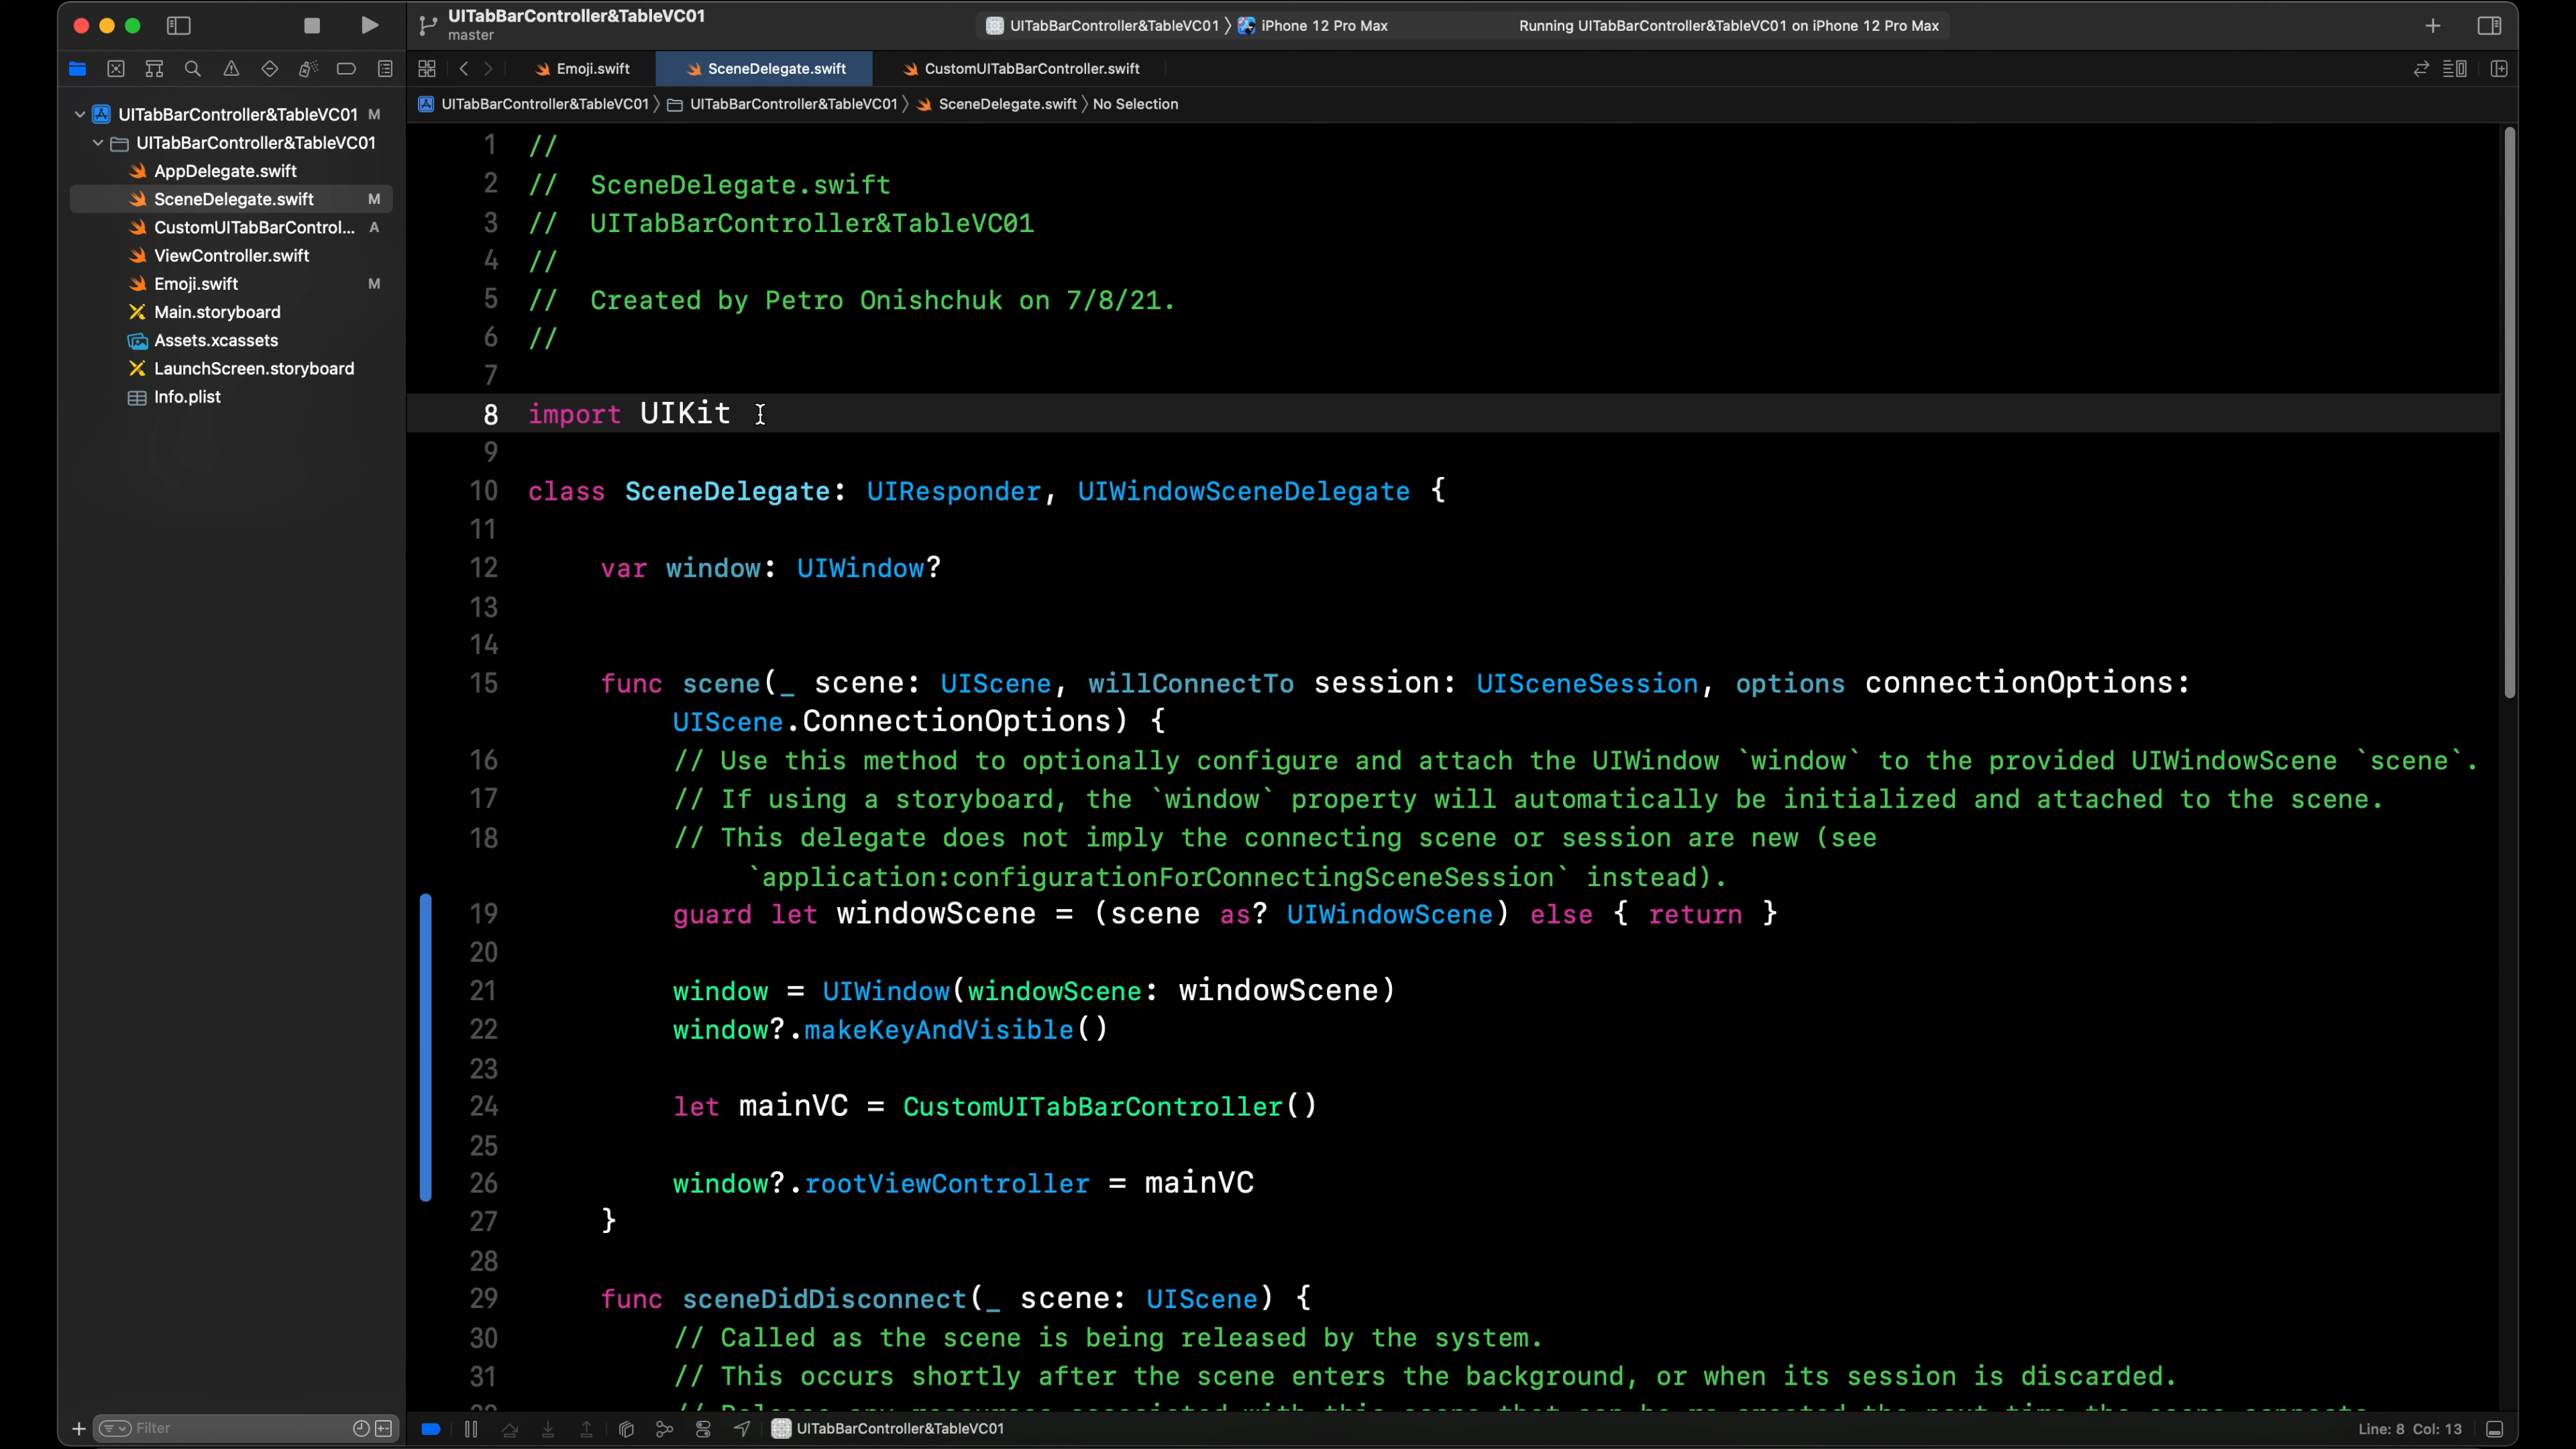 UITabBarController&TableVC01
master
UITabBarController&TableVC01 〉 iPhone 12 Pro Max
Running UITabBarController&TableVC01 on iPhone 12 Pro Max
Emoji.swift
SceneDelegate.swift
CustomUITabBarController.swift
UITabBarController&TableVC01 〉 UITabBarController&TableVC01 〉 SceneDelegate.swift 〉 No Selection
UITabBarController&TableVC01 M
UITabBarController&TableVC01
AppDelegate.swift
SceneDelegate.swift M
CustomUITabBarControl... A
ViewController.swift
Emoji.swift M
Main.storyboard
Assets.xcassets
LaunchScreen.storyboard
Info.plist
1 //
2 //  SceneDelegate.swift
3 //  UITabBarController&TableVC01
4 //
5 //  Created by Petro Onishchuk on 7/8/21.
6 //
7
8 import UIKit
9
10 class SceneDelegate: UIResponder, UIWindowSceneDelegate {
11
12 var window: UIWindow?
13
14
15 func scene(_ scene: UIScene, willConnectTo session: UISceneSession, options connectionOptions:
UIScene.ConnectionOptions) {
16 // Use this method to optionally configure and attach the UIWindow `window` to the provided UIWindowScene `scene`.
17 // If using a storyboard, the `window` property will automatically be initialized and attached to the scene.
18 // This delegate does not imply the connecting scene or session are new (see
`application:configurationForConnectingSceneSession` instead).
19 guard let windowScene = (scene as? UIWindowScene) else { return }
20
21 window = UIWindow(windowScene: windowScene)
22 window?.makeKeyAndVisible()
23
24 let mainVC = CustomUITabBarController()
25
26 window?.rootViewController = mainVC
27 }
28
29 func sceneDidDisconnect(_ scene: UIScene) {
30 // Called as the scene is being released by the system.
31 // This occurs shortly after the scene enters the background, or when its session is discarded.
Filter
UITabBarController&TableVC01
Line: 8 Col: 13